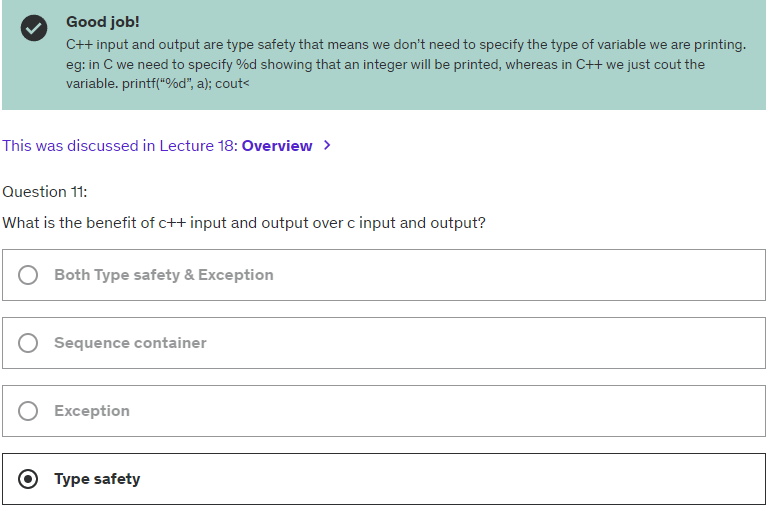 Good job!
C++ input and output are type safety that means we don't need to specify the type of variable we are printing.
eg: in C we need to specify %d showing that an integer will be printed, whereas in C++ we just cout the
variable. printf(“%d”, a); cout<
This was discussed in Lecture 18: Overview >
Question 11:
What is the benefit of c++ input and output over c input and output?
Both Type safety & Exception
Sequence container
Exception
Type safety